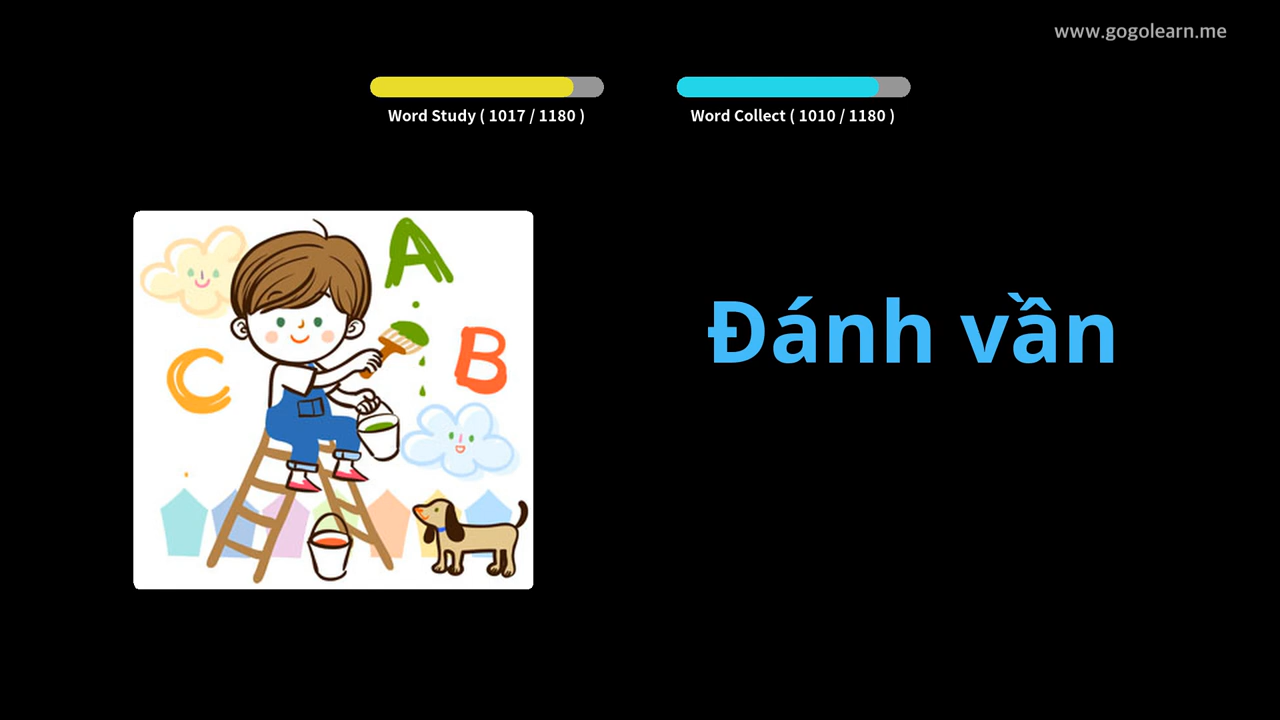 www.gogolearn.me
Word Study ( 1017 / 1180 )
Word Collect ( 1010 / 1180 )
A
B
C
Đánh vần